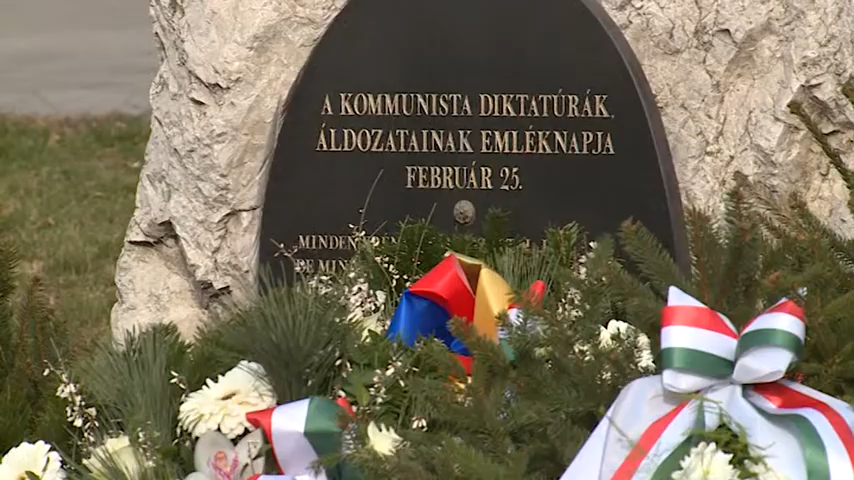 A KOMMUNISTA DIKTATÚRÁK
ÁLDOZATAINAK EMLÉKNAPJA
FEBRUÁR 25.